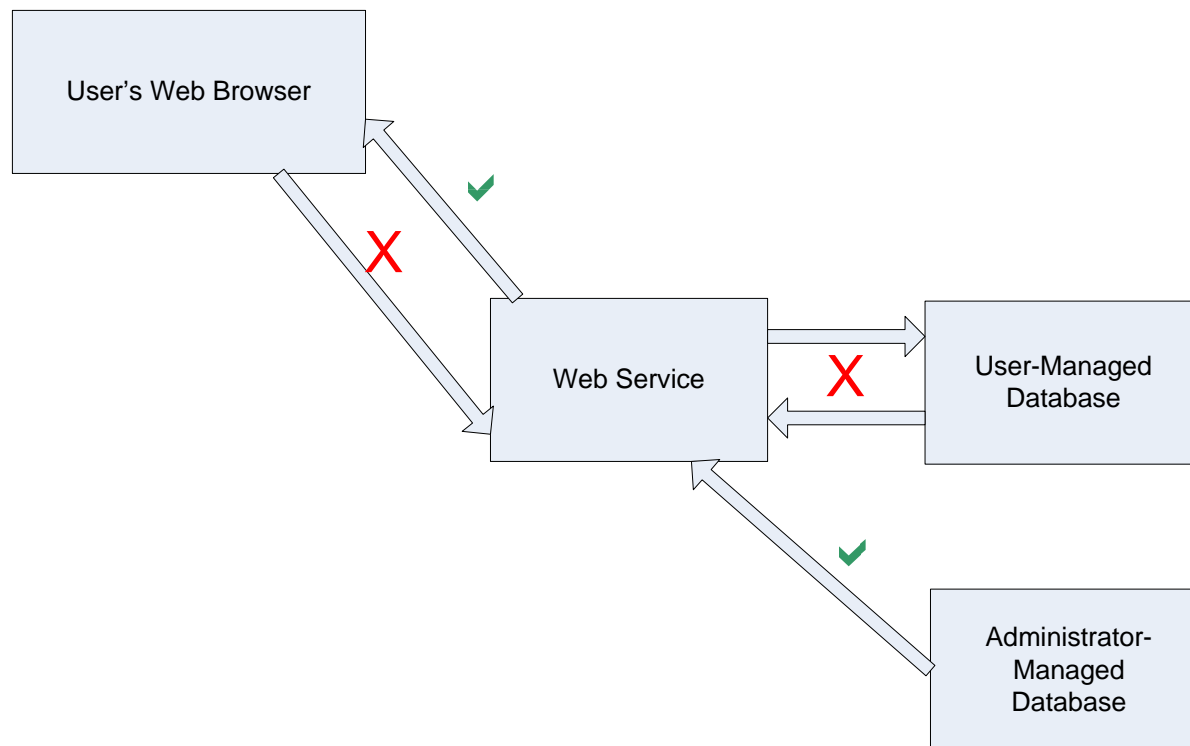 User’s Web Browser
X
Web Service
X
User-Managed
Database
Administrator-
Managed
Database